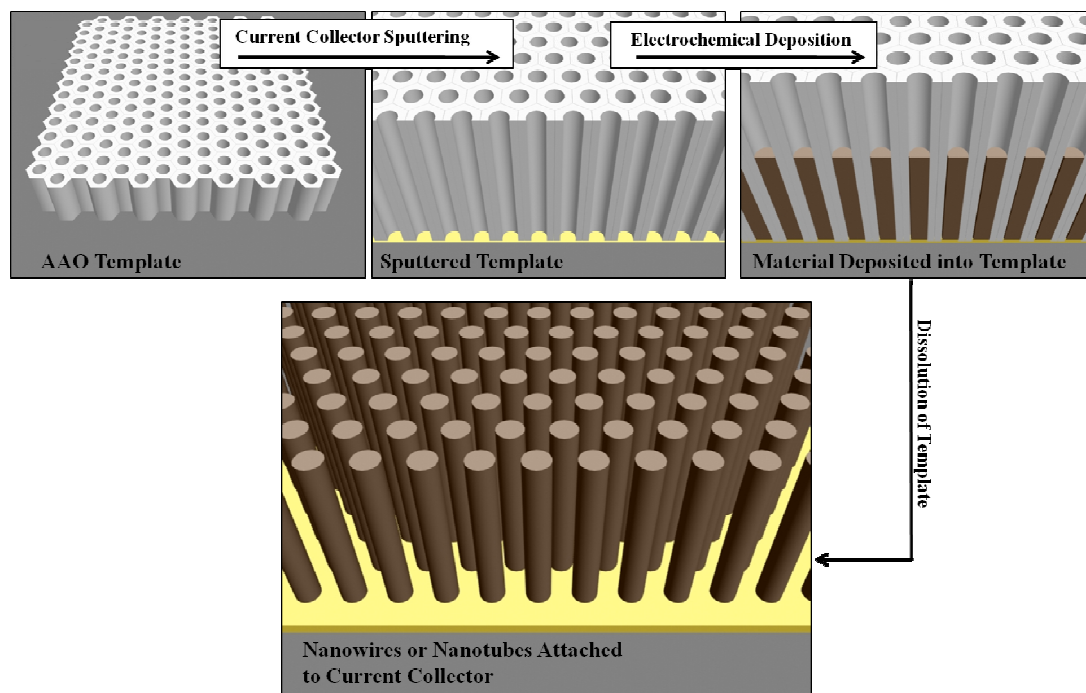 Current Collector Sputtering
Electrochemical Deposition
AAO Template
Sputtered Template
Material Deposited into Template
Dissolution of Template
Nanowires or Nanotubes Attached
to Current Collector